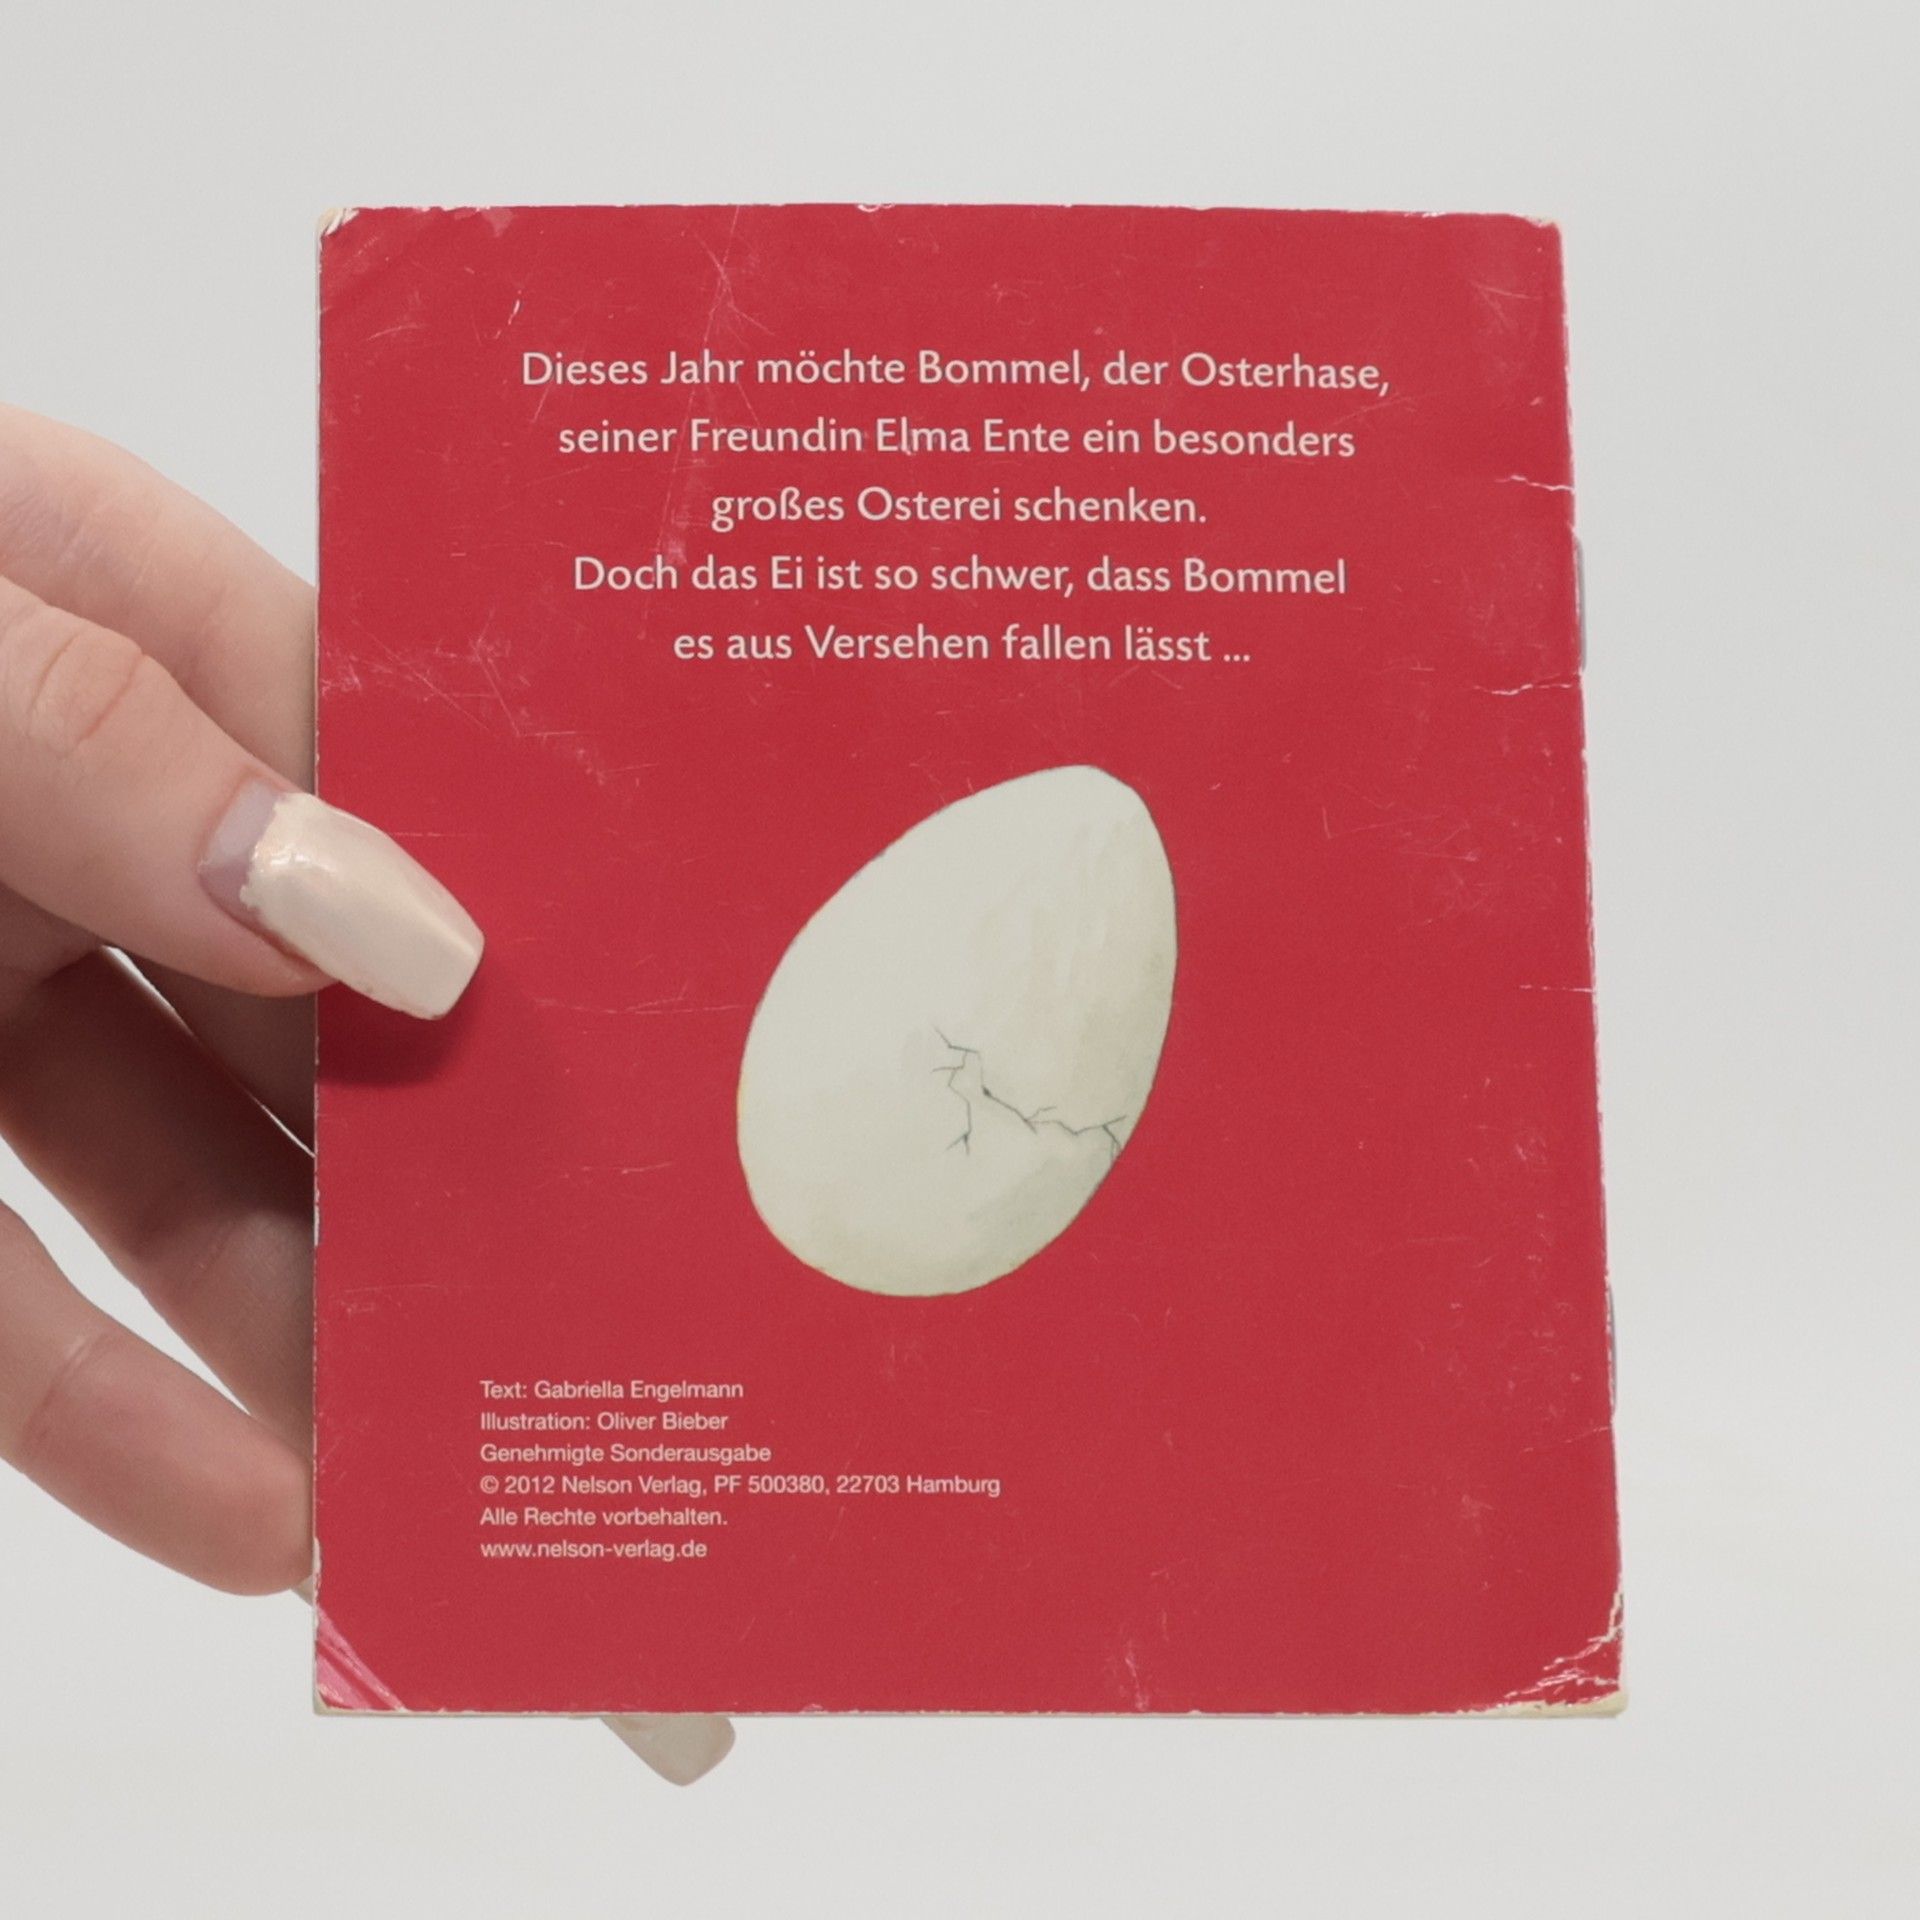 Dieses Jahr möchte Bommel, der Osterhase,
seiner Freundin Elma Ente ein besonders
großes Osterei schenken.
Doch das Ei ist so schwer, dass Bommel
es aus Versehen fallen lässt ...
Text: Gabriella Engelmann
Illustration: Oliver Bieber
Genehmigte Sonderausgabe
© 2012 Nelson Verlag, PF 500380, 22703 Hamburg
Alle Rechte vorbehalten.
www.nelson-verlag.de